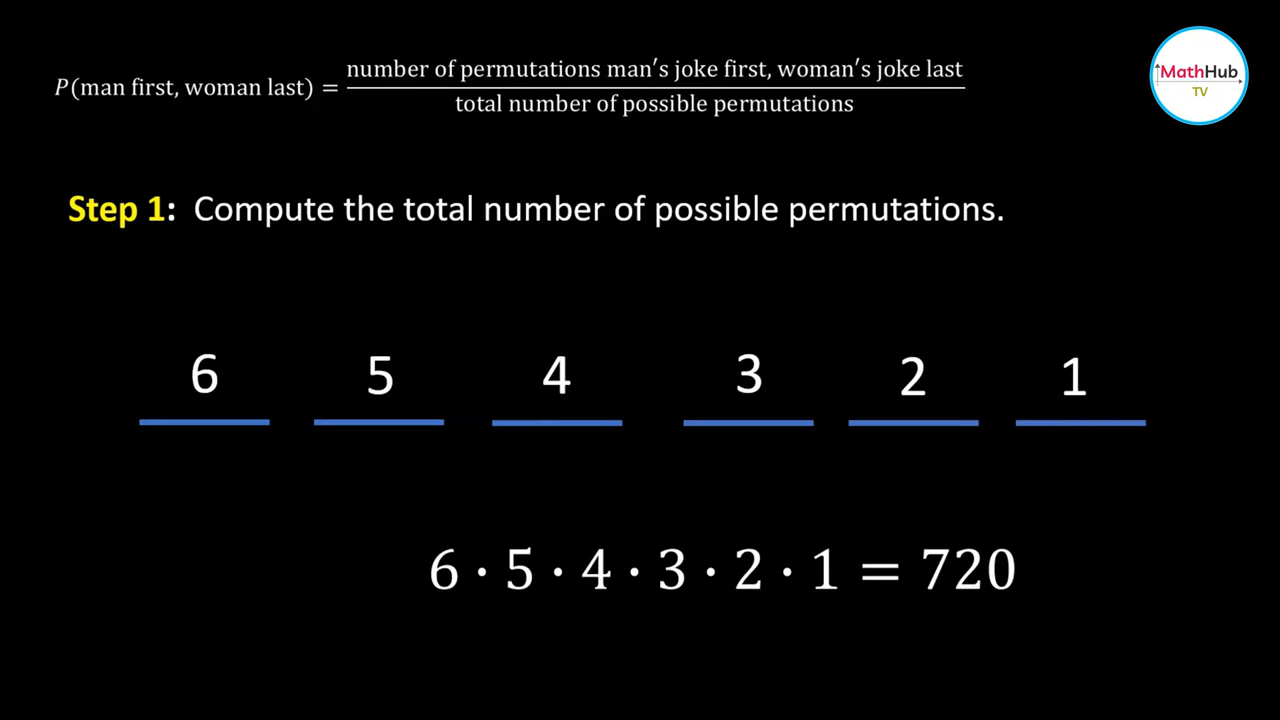 P(man first, woman last) = number of permutations man′s joke first, woman′s joke last
total number of possible permutations
MathHub
TV
Step 1: Compute the total number of possible permutations.
6 5 4 3 2 1
6 · 5 · 4 · 3 · 2 · 1 = 720